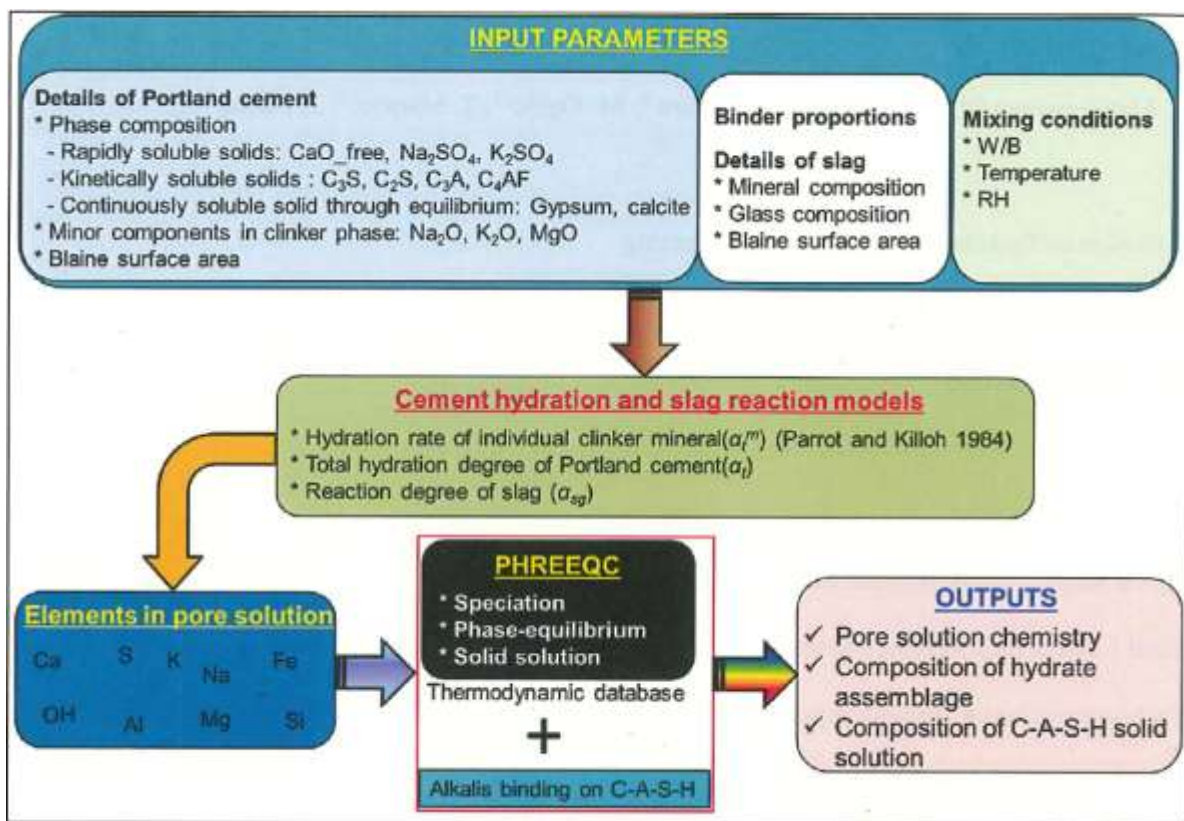 INPUT PARAMETERS
Details of Portland cement
* Phase composition
- Rapidly soluble solids: CaO_free, Na₂SO₄, K₂SO₄
- Kinetically soluble solids : C₃S, C₂S, C₃A, C₄AF
- Continuously soluble solid through equilibrium: Gypsum, calcite
* Minor components in clinker phase: Na₂O, K₂O, MgO
* Blaine surface area
Binder proportions
Details of slag
* Mineral composition
* Glass composition
* Blaine surface area
Mixing conditions
* W/B
* Temperature
* RH
Cement hydration and slag reaction models
* Hydration rate of individual clinker mineral(αₜᵐ) (Parrot and Killoh 1984)
* Total hydration degree of Portland cement(αₜ)
* Reaction degree of slag (αsg)
Elements in pore solution
Ca S K Na Fe
OH Al Mg Si
PHREEQC
* Speciation
* Phase-equilibrium
* Solid solution
Thermodynamic database
+
Alkalis binding on C-A-S-H
OUTPUTS
✓ Pore solution chemistry
✓ Composition of hydrate
assemblage
✓ Composition of C-A-S-H solid
solution